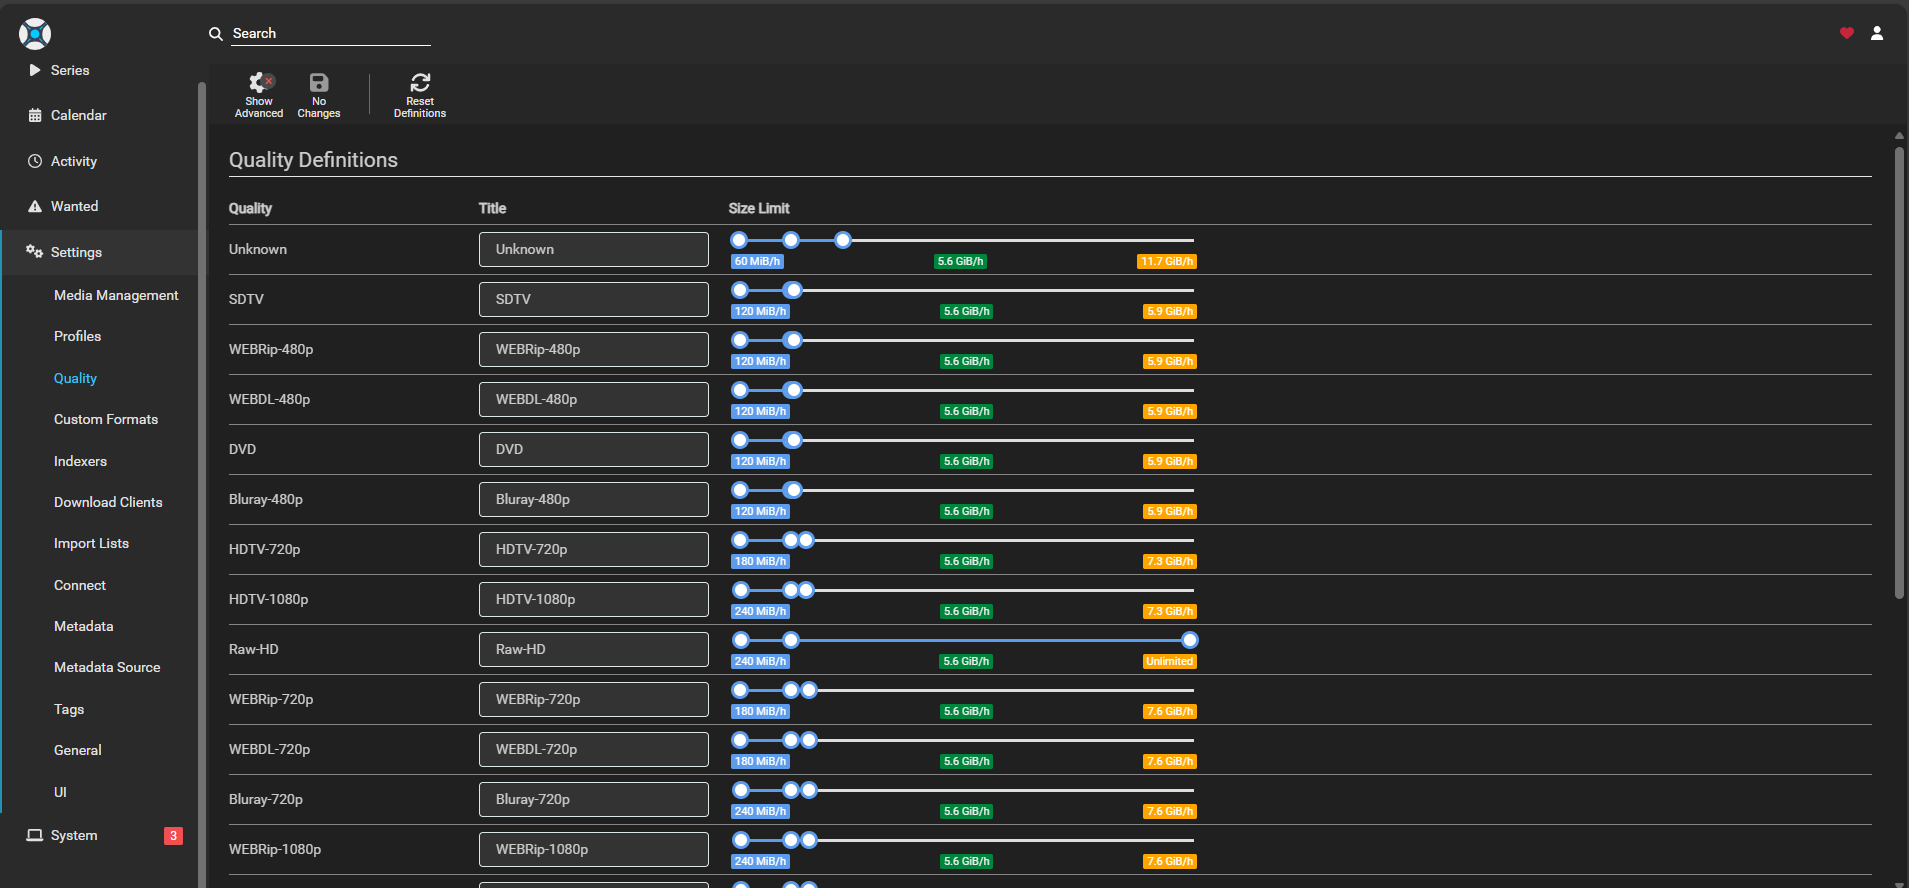 Search
Series
Calendar
Activity
Wanted
Settings
Media Management
Profiles
Quality
Custom Formats
Indexers
Download Clients
Import Lists
Connect
Metadata
Metadata Source
Tags
General
UI
System 3
Show Advanced
No Changes
Reset Definitions
Quality Definitions
Quality Title Size Limit
Unknown Unknown 60 MiB/h 5.6 GiB/h 11.7 GiB/h
SDTV SDTV 120 MiB/h 5.6 GiB/h 5.9 GiB/h
WEBRip-480p WEBRip-480p 120 MiB/h 5.6 GiB/h 5.9 GiB/h
WEBDL-480p WEBDL-480p 120 MiB/h 5.6 GiB/h 5.9 GiB/h
DVD DVD 120 MiB/h 5.6 GiB/h 5.9 GiB/h
Bluray-480p Bluray-480p 120 MiB/h 5.6 GiB/h 5.9 GiB/h
HDTV-720p HDTV-720p 180 MiB/h 5.6 GiB/h 7.3 GiB/h
HDTV-1080p HDTV-1080p 240 MiB/h 5.6 GiB/h 7.3 GiB/h
Raw-HD Raw-HD 240 MiB/h 5.6 GiB/h Unlimited
WEBRip-720p WEBRip-720p 180 MiB/h 5.6 GiB/h 7.6 GiB/h
WEBDL-720p WEBDL-720p 180 MiB/h 5.6 GiB/h 7.6 GiB/h
Bluray-720p Bluray-720p 240 MiB/h 5.6 GiB/h 7.6 GiB/h
WEBRip-1080p WEBRip-1080p 240 MiB/h 5.6 GiB/h 7.6 GiB/h